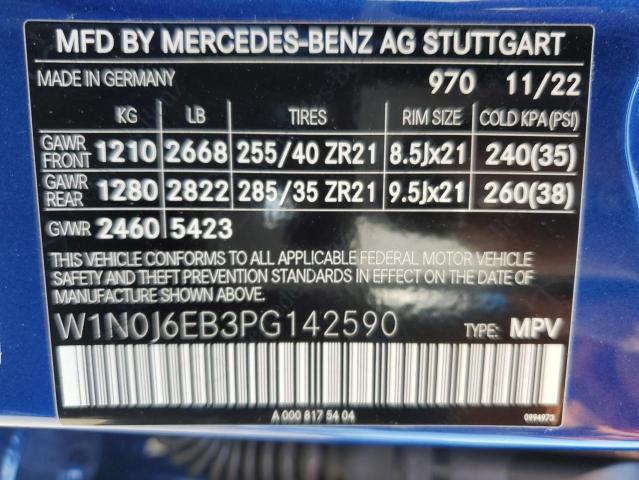 MFD BY MERCEDES-BENZ AG STUTTGART
MADE IN GERMANY 970 11/22
KG LB TIRES RIM SIZE COLD KPA(PSI)
GAWR FRONT 1210 2668 255/40 ZR21 8.5Jx21 240(35)
GAWR REAR 1280 2822 285/35 ZR21 9.5Jx21 260(38)
GVWR 2460 5423
THIS VEHICLE CONFORMS TO ALL APPLICABLE FEDERAL MOTOR VEHICLE
SAFETY AND THEFT PREVENTION STANDARDS IN EFFECT ON THE DATE OF
MANUFACTURE SHOWN ABOVE.
W1N0J6EB3PG142590 TYPE: MPV
A 000 817 54 04 0994973